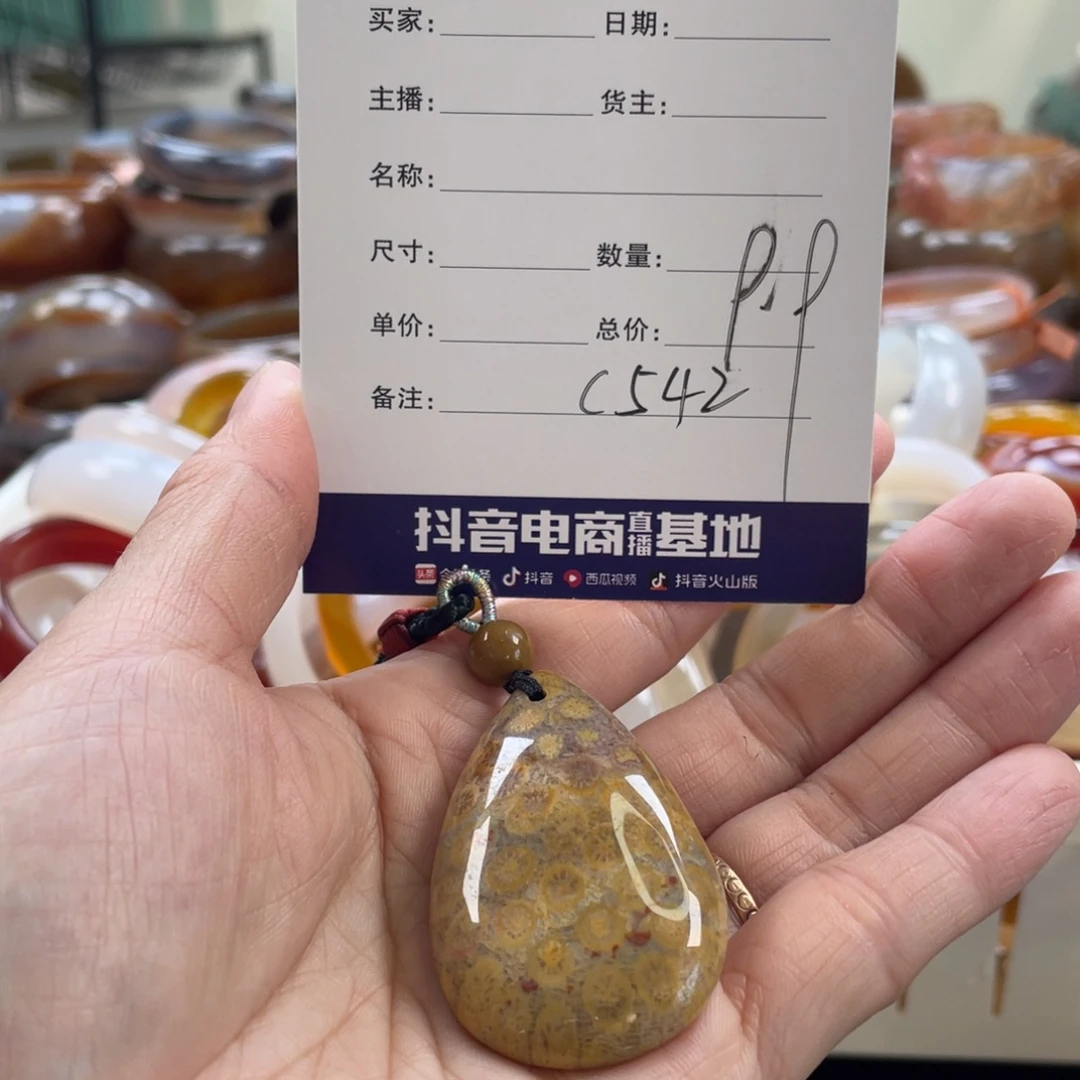 买家: 日期:
主播: 货主:
名称:
尺寸: 数量:
单价: 总价:
备注: C542
抖音电商直播基地
头条 抖音 西瓜视频 抖音火山版